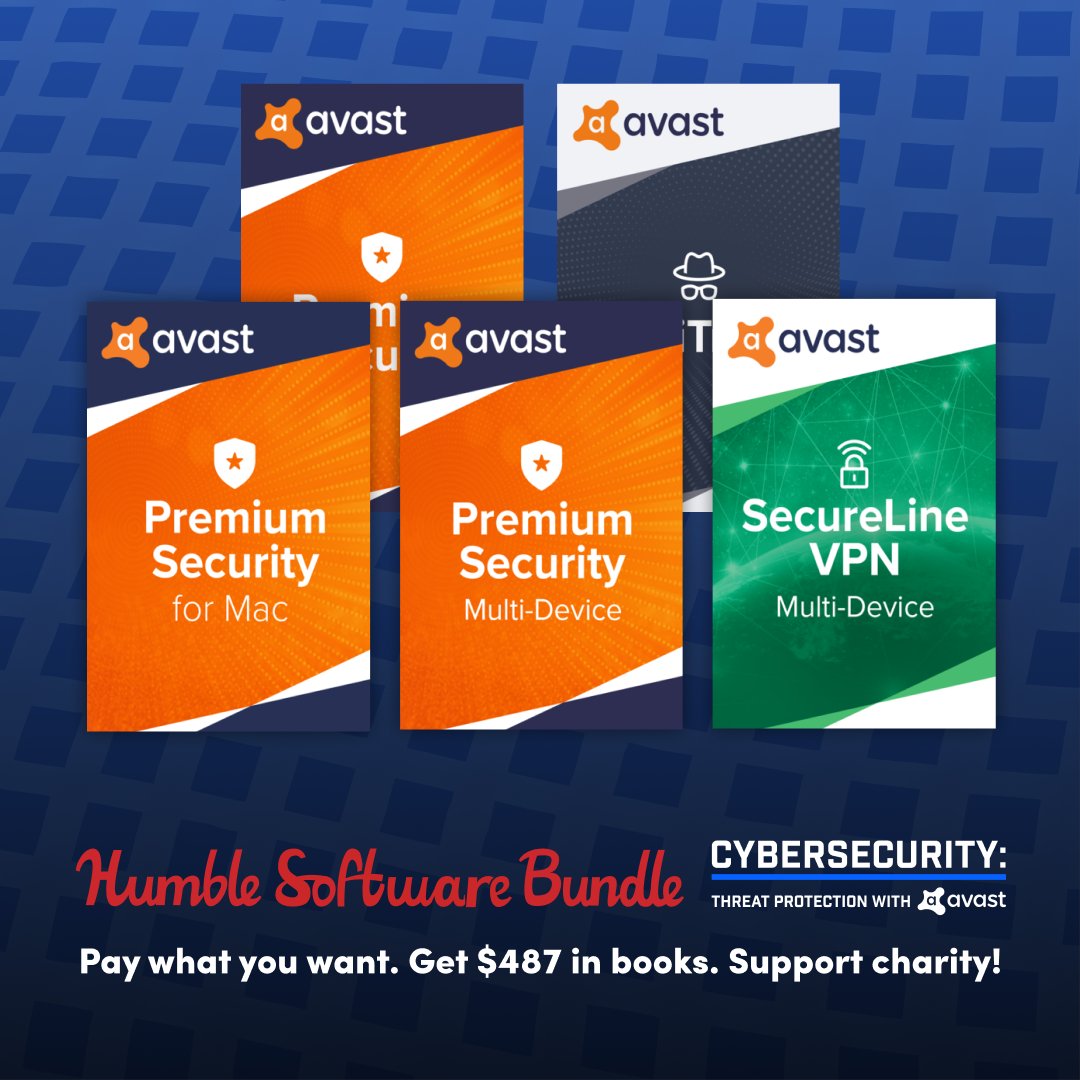 avast
avast
avast
avast
avast
Premium
Security
for Mac
Premium
Security
Multi-Device
SecureLine
VPN
Multi-Device
Humble Software Bundle
CYBERSECURITY:
THREAT PROTECTION WITH avast
Pay what you want. Get $487 in books. Support charity!